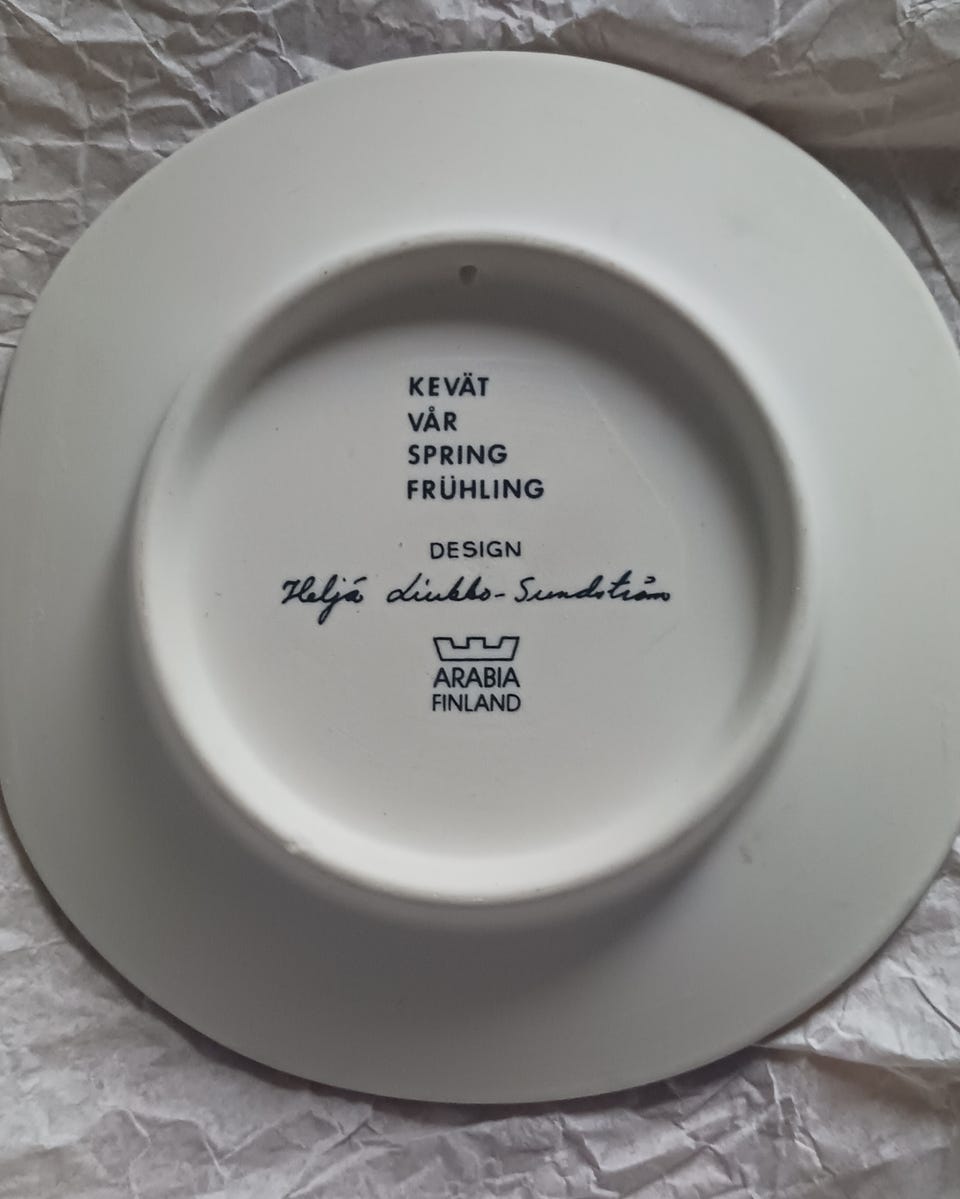 KEVÄT
VÅR
SPRING
FRÜHLING
DESIGN
Heljä Liukko-Sundström
ARABIA
FINLAND